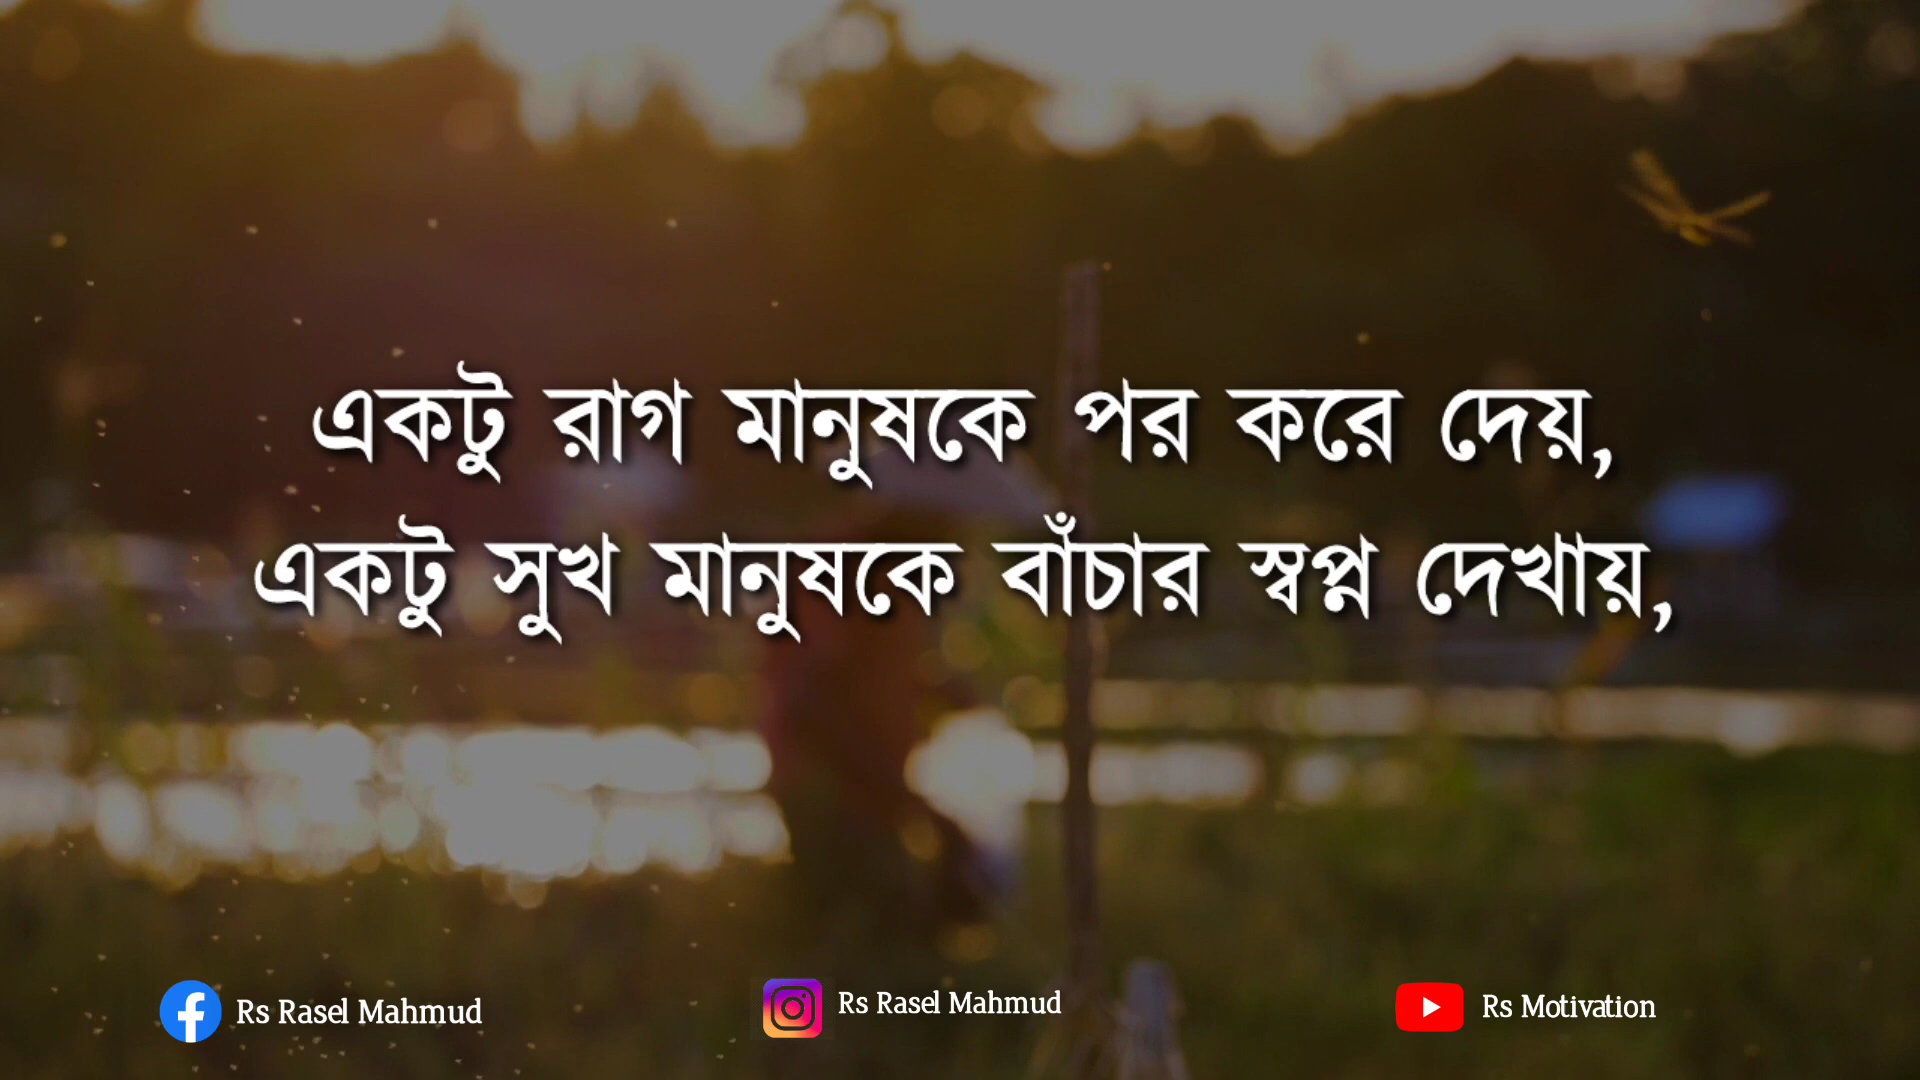 একটু রাগ মানুষকে পর করে দেয়,
একটু সুখ মানুষকে বাঁচার স্বপ্ন দেখায়,
Rs Rasel Mahmud
Rs Rasel Mahmud
Rs Motivation